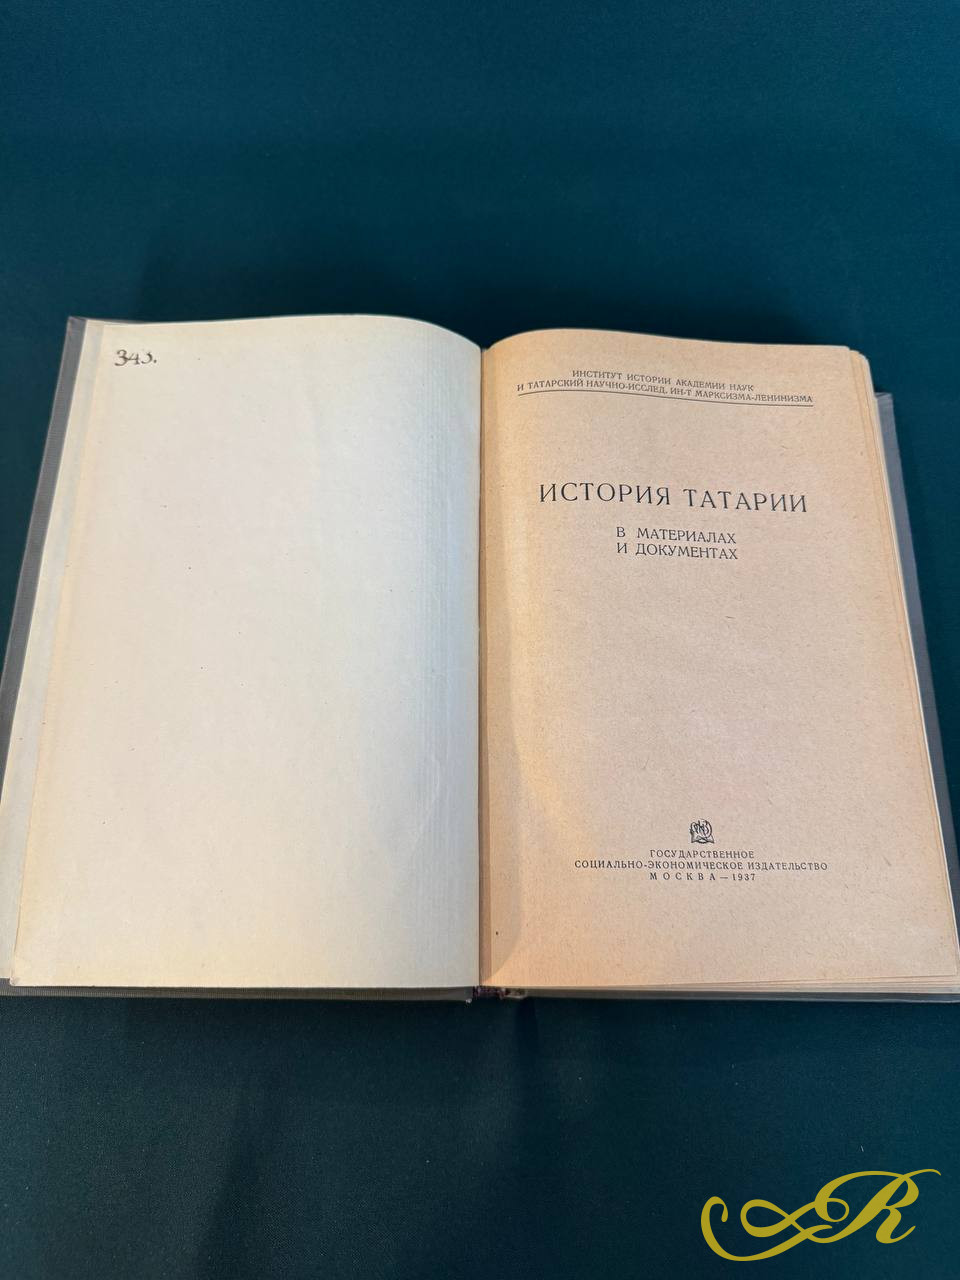 343.
ИНСТИТУТ ИСТОРИИ АКАДЕМИИ НАУК
И ТАТАРСКИЙ НАУЧНО-ИССЛЕД. ИН-Т МАРКСИЗМА-ЛЕНИНИЗМА
ИСТОРИЯ ТАТАРИИ
В МАТЕРИАЛАХ
И ДОКУМЕНТАХ
ГОСУДАРСТВЕННОЕ
СОЦИАЛЬНО-ЭКОНОМИЧЕСКОЕ ИЗДАТЕЛЬСТВО
МОСКВА — 1937
R